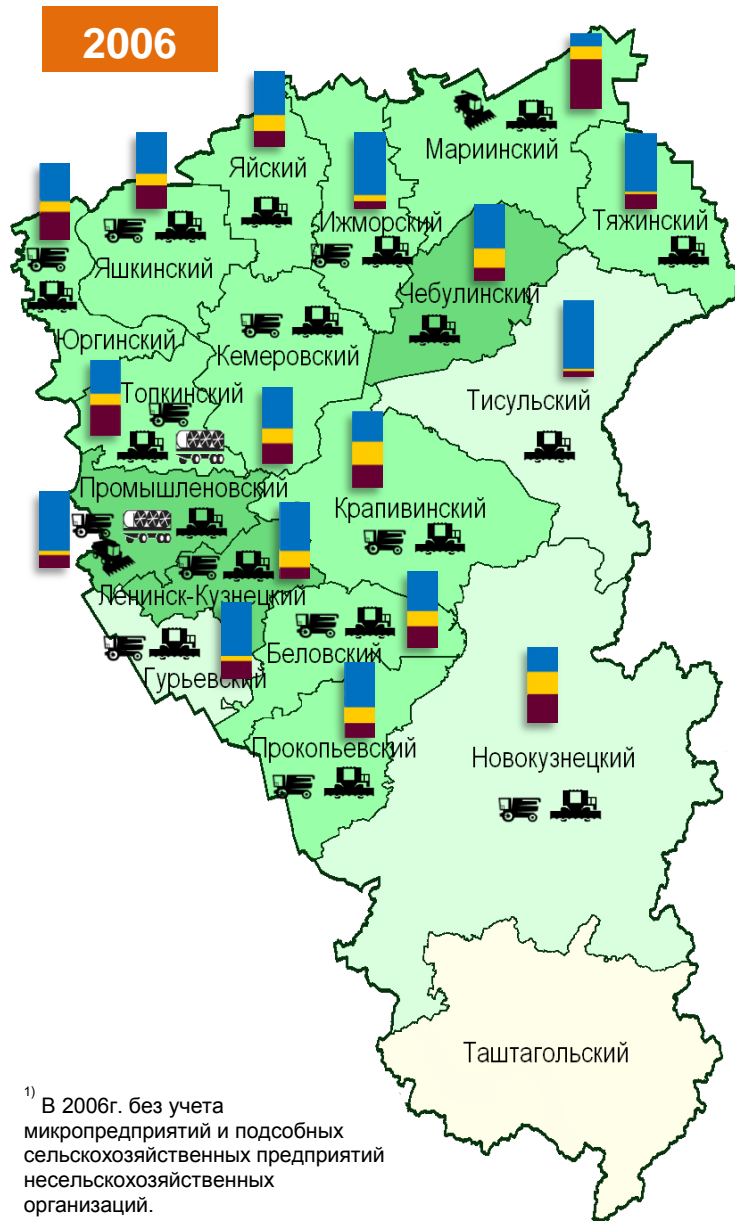 2006
Мариинский
Яйский
Тяжинский
Ижморский
Яшкинский
Чебулинский
Юргинский
Кемеровский
Топкинский
Тисульский
Промышленовский
Крапивинский
Ленинск-Кузнецкий
Беловский
Гурьевский
Прокопьевский
Новокузнецкий
Таштагольский
1) В 2006г. без учета
микропредприятий и подсобных
сельскохозяйственных предприятий
несельскохозяйственных
организаций.